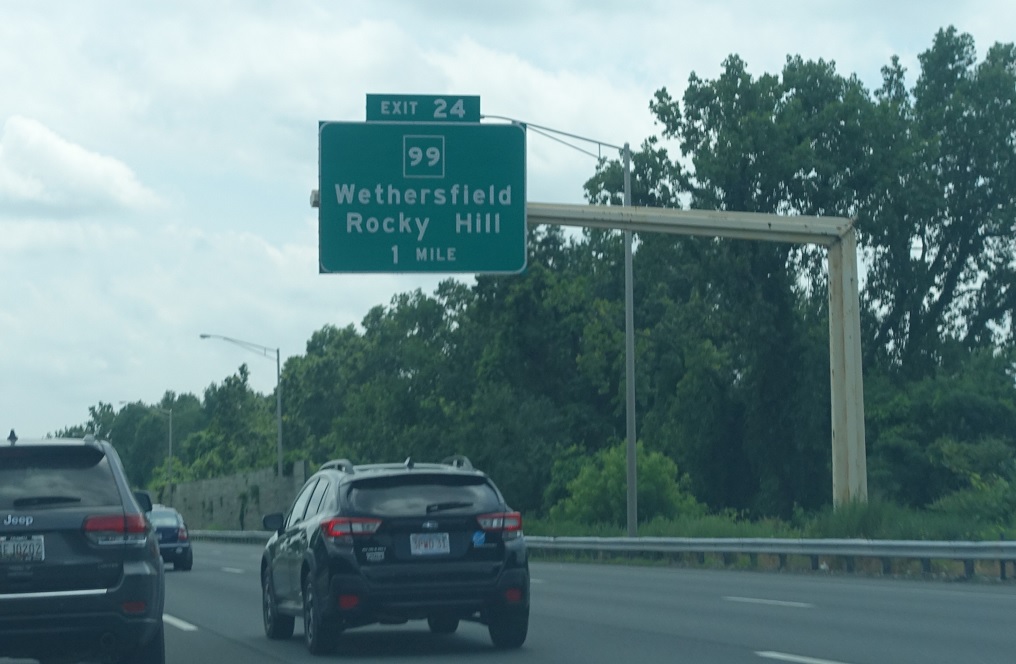 EXIT 24
99
Wethersfield
Rocky Hill
1 MILE
Jeep